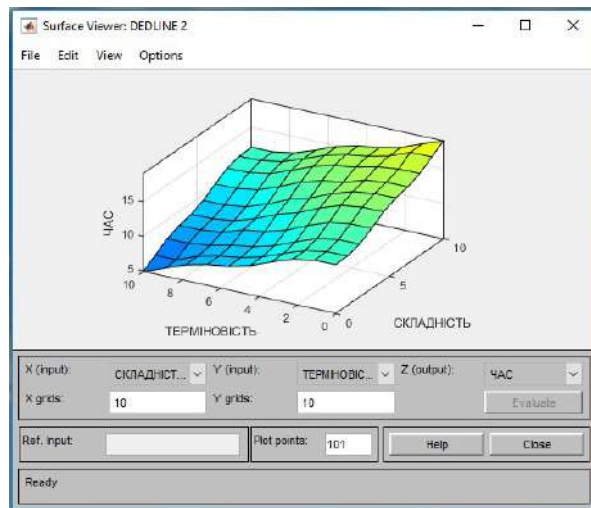 Surface Viewer: DEDLINE 2
File Edit View Options
ЧАС
15
10
5
10 8 6 4 2 0
0 5 10
ТЕРМІНОВІСТЬ
СКЛАДНІСТЬ
X (input): СКЛАДНІСТ... Y (input): ТЕРМІНОВІС... Z (output): ЧАС
X grids: 10 Y grids: 10 Evaluate
Ref. input: Plot points: 101 Help Close
Ready